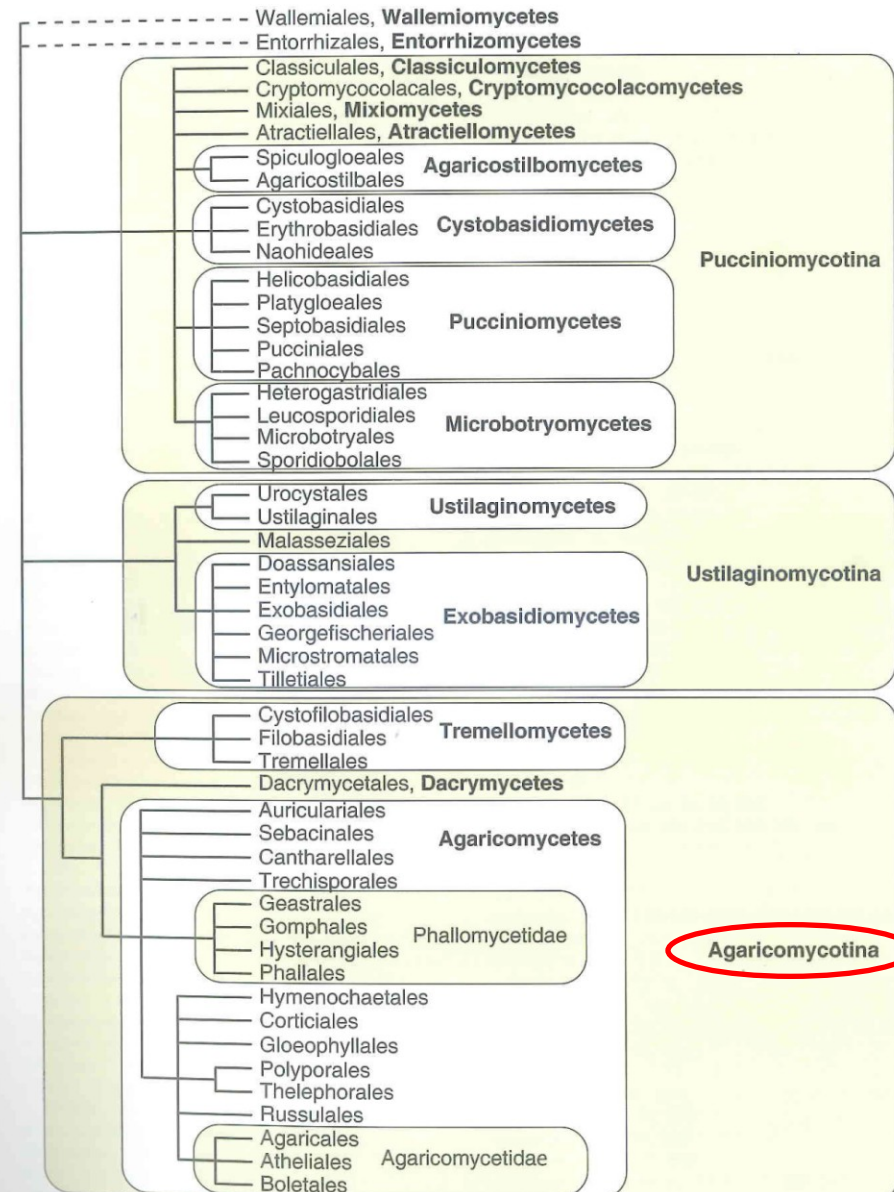 Wallemiales, Wallemiomycetes
Entorrhizales, Entorrhizomycetes
Classiculales, Classiculomycetes
Cryptomycocolacales, Cryptomycocolacomycetes
Mixiales, Mixiomycetes
Atractiellales, Atractiellomycetes
Spiculogloeales
Agaricostilbomycetes
Agaricostilbales
Cystobasidiales
Erythrobasidiales
Cystobasidiomycetes
Naohideales
Pucciniomycotina
Helicobasidiales
Platygloeales
Septobasidiales
Pucciniomycetes
Pucciniales
Pachnocybales
Heterogastridiales
Leucosporidiales
Microbotryomycetes
Microbotryales
Sporidiobolales
Urocystales
Ustilaginomycetes
Ustilaginales
Malasseziales
Doassansiales
Ustilaginomycotina
Entylomatales
Exobasidiales
Exobasidiomycetes
Georgefischeriales
Microstromatales
Tilletiales
Cystofilobasidiales
Tremellomycetes
Filobasidiales
Tremellales
Dacrymycetales, Dacrymycetes
Auriculariales
Sebacinales
Agaricomycetes
Cantharellales
Trechisporales
Geastrales
Gomphales
Phallomycetidae
Hysterangiales
Agaricomycotina
Phallales
Hymenochaetales
Corticiales
Gloeophyllales
Polyporales
Thelephorales
Russulales
Agaricales
Atheliales
Agaricomycetidae
Boletales